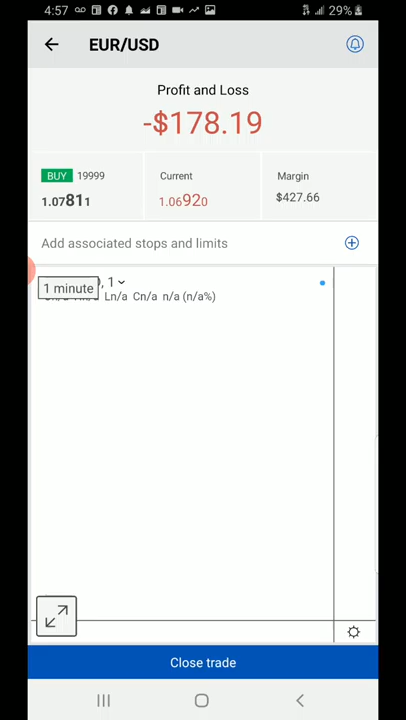 4:57 29%
EUR/USD
Profit and Loss
-$178.19
BUY 19999
1.07811
Current
1.06920
Margin
$427.66
Add associated stops and limits
1 minute , 1
Ln/a Cn/a n/a (n/a%)
Close trade